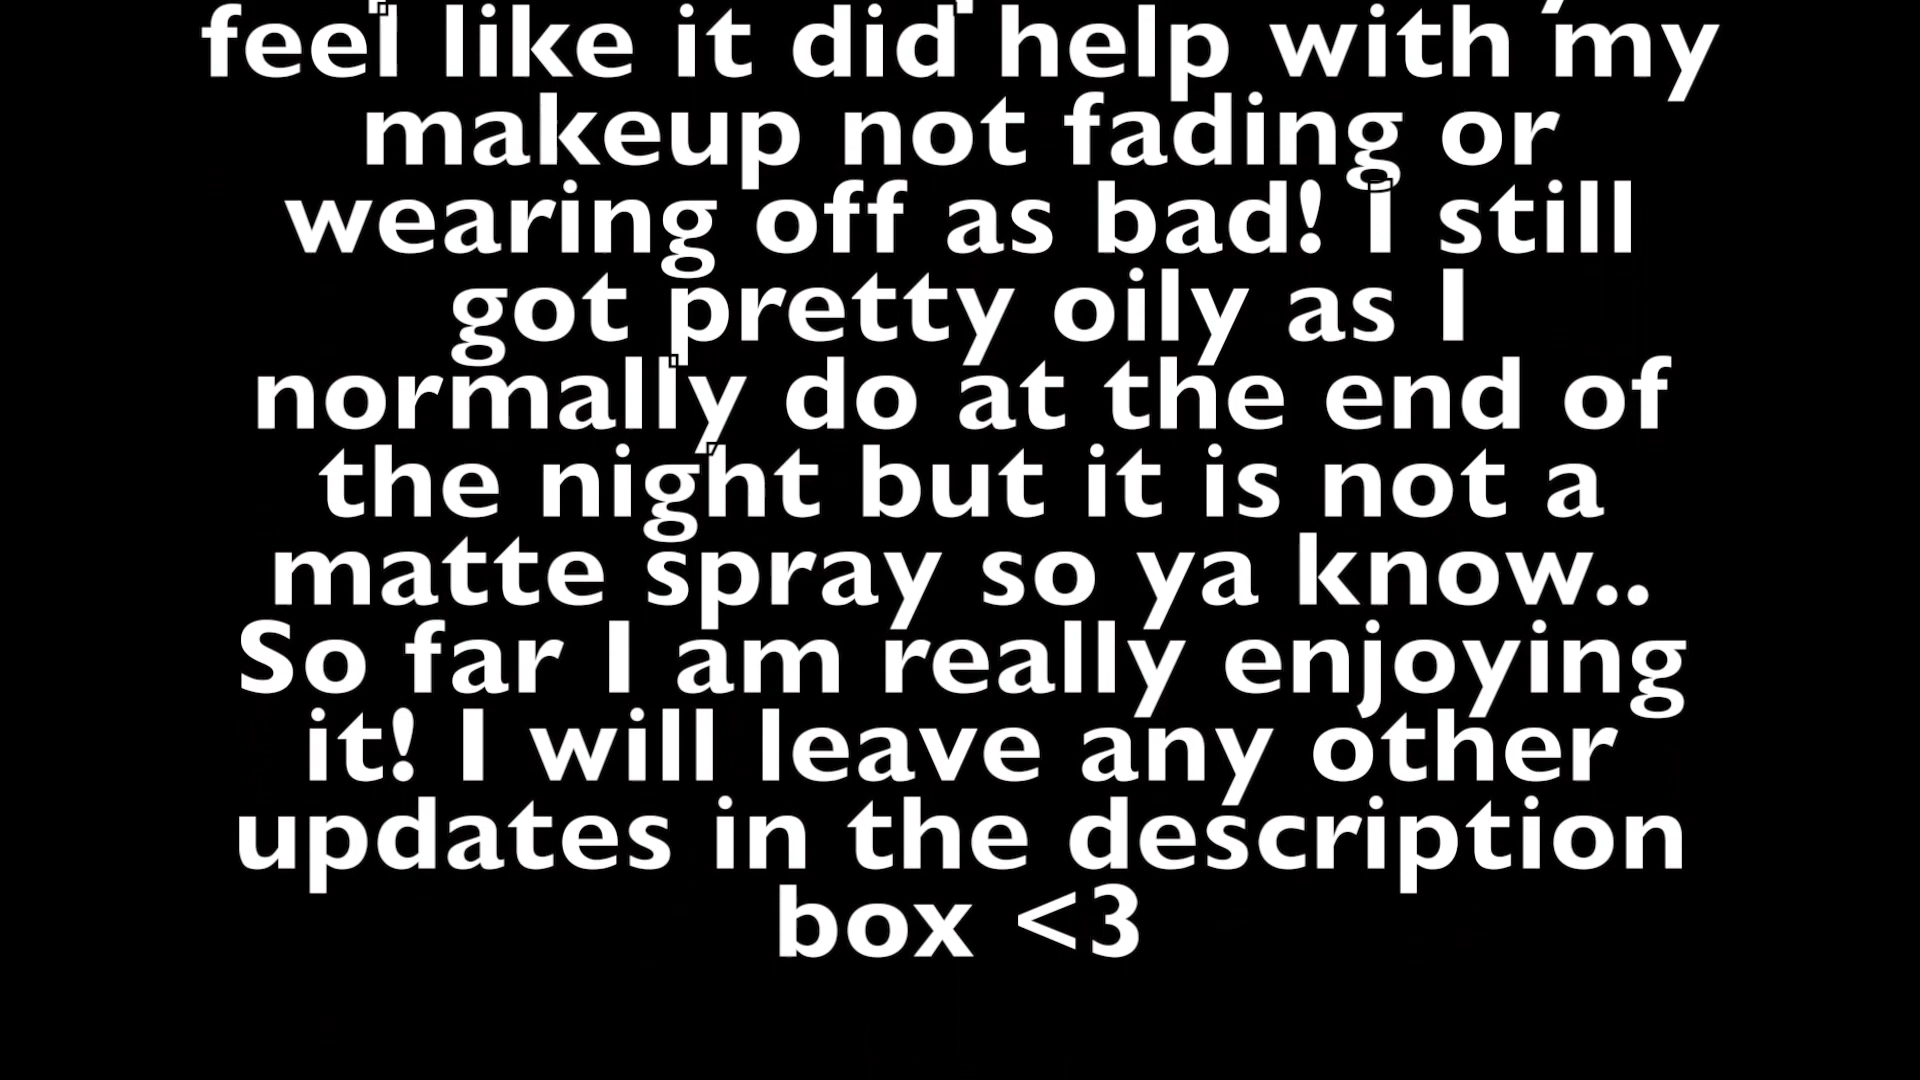 feel like it did help with my
makeup not fading or
wearing off as bad! I still
got pretty oily as I
normally do at the end of
the night but it is not a
matte spray so ya know..
So far I am really enjoying
it! I will leave any other
updates in the description
box <3